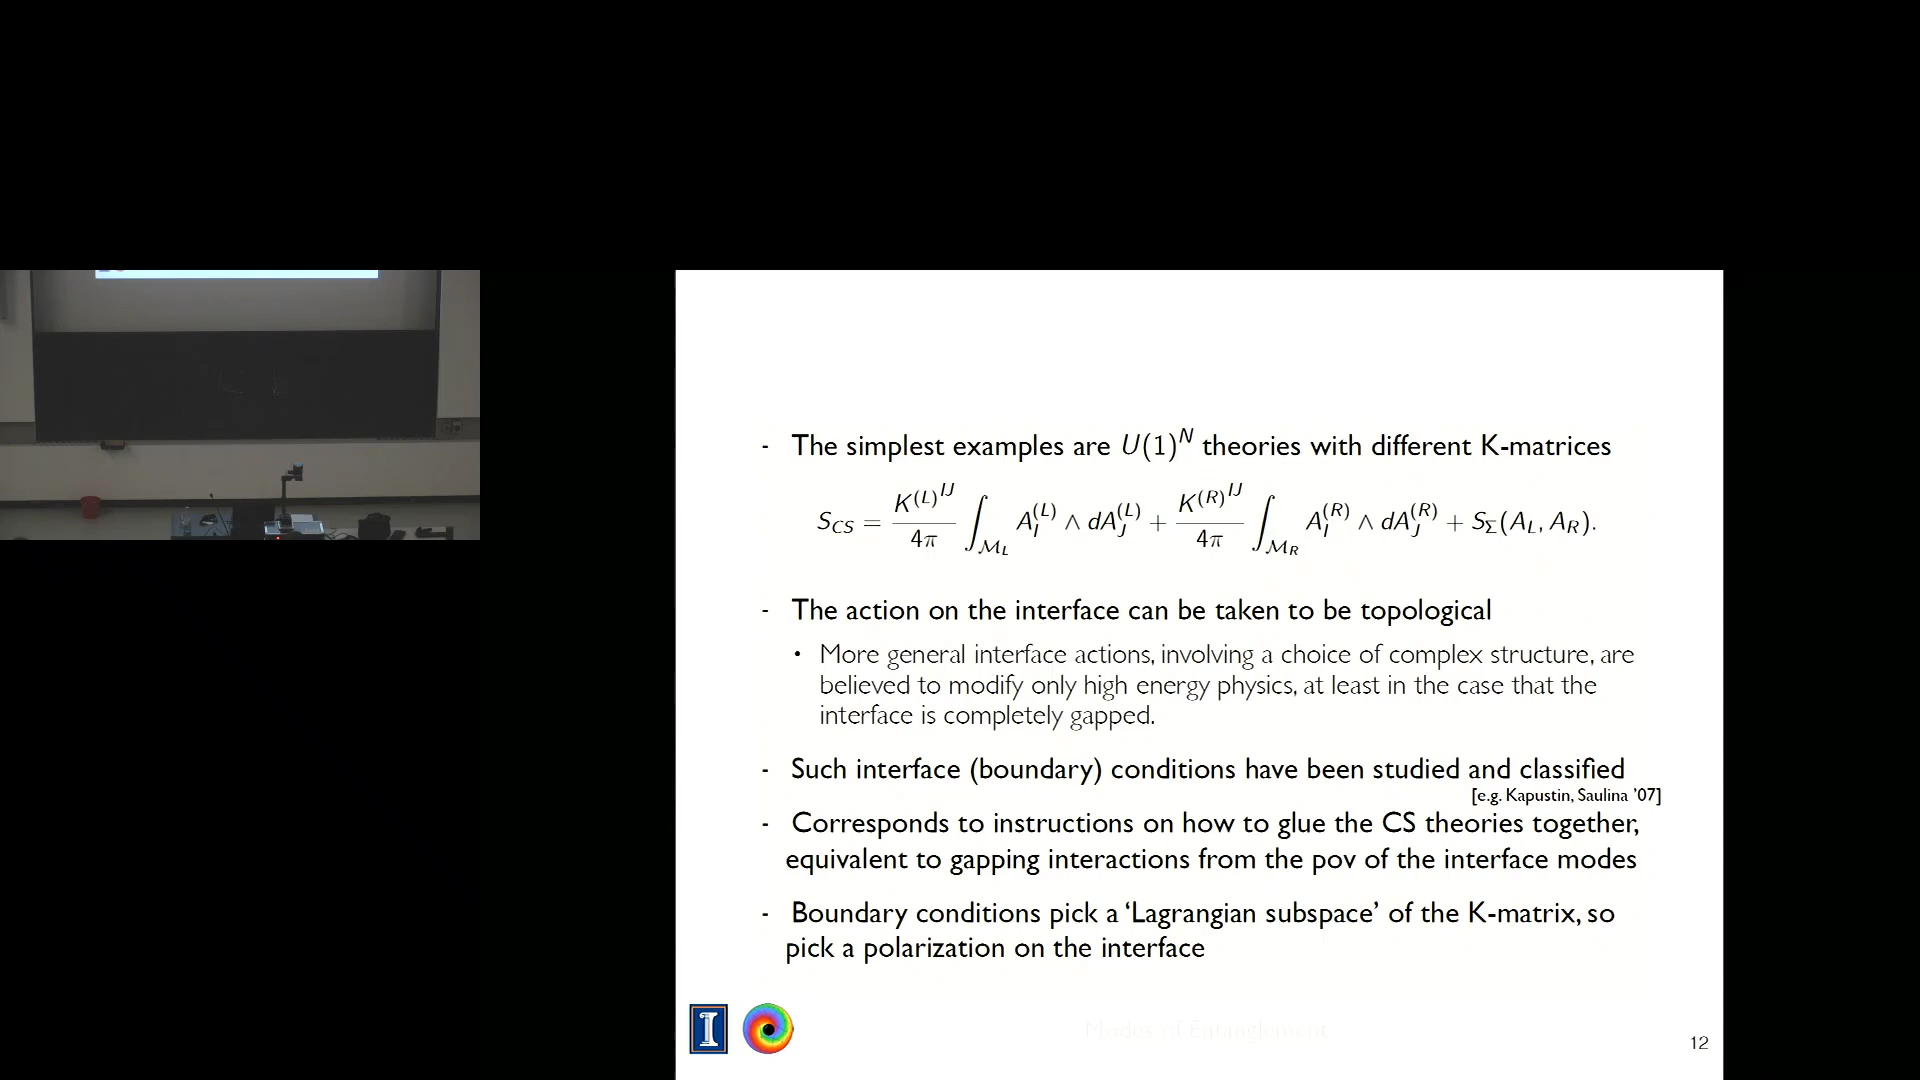 - The simplest examples are U(1)^N theories with different K-matrices
S_{CS} = \frac{K^{(L)IJ}}{4\pi} \int_{\mathcal{M}_L} A_I^{(L)} ∧ dA_J^{(L)} + \frac{K^{(R)IJ}}{4\pi} \int_{\mathcal{M}_R} A_I^{(R)} ∧ dA_J^{(R)} + S_Σ(A_L, A_R).
- The action on the interface can be taken to be topological
• More general interface actions, involving a choice of complex structure, are
believed to modify only high energy physics, at least in the case that the
interface is completely gapped.
- Such interface (boundary) conditions have been studied and classified
[e.g. Kapustin, Saulina ’07]
- Corresponds to instructions on how to glue the CS theories together,
equivalent to gapping interactions from the pov of the interface modes
- Boundary conditions pick a ‘Lagrangian subspace’ of the K-matrix, so
pick a polarization on the interface
I
Modes of Entanglement
12